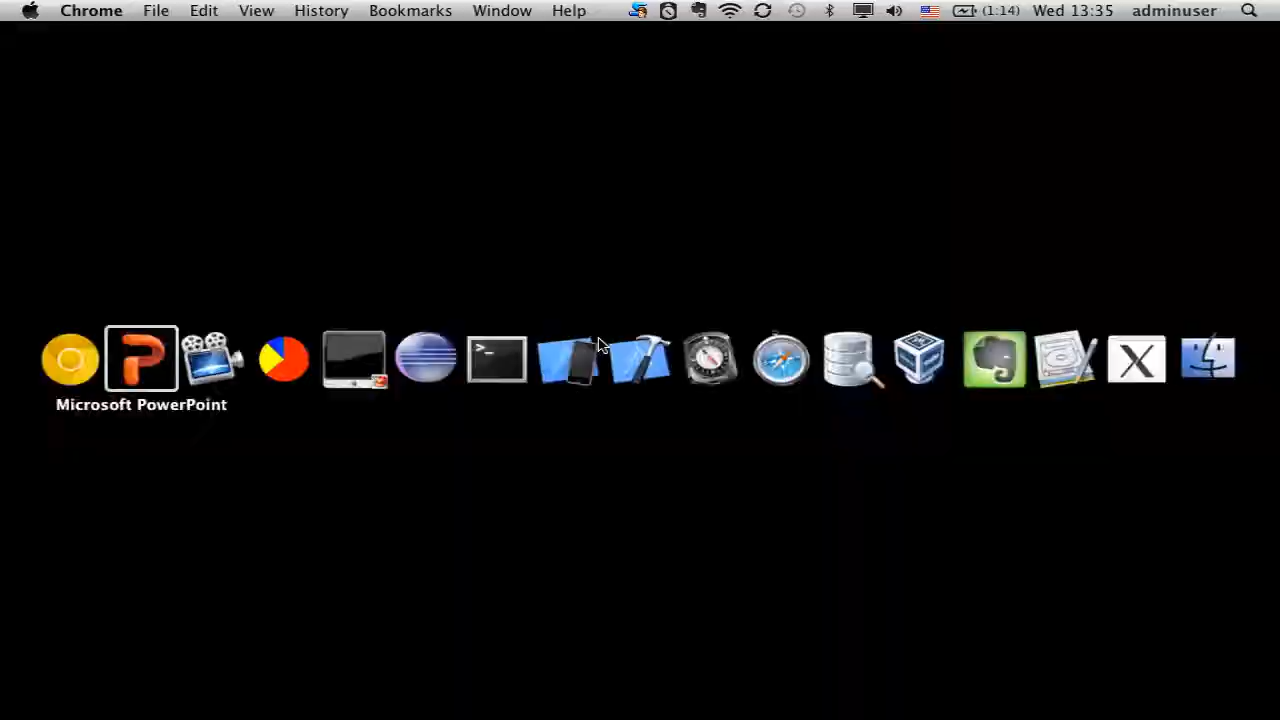 Chrome File Edit View History Bookmarks Window Help (1:14) Wed 13:35 adminuser
>_
P
X
Microsoft PowerPoint